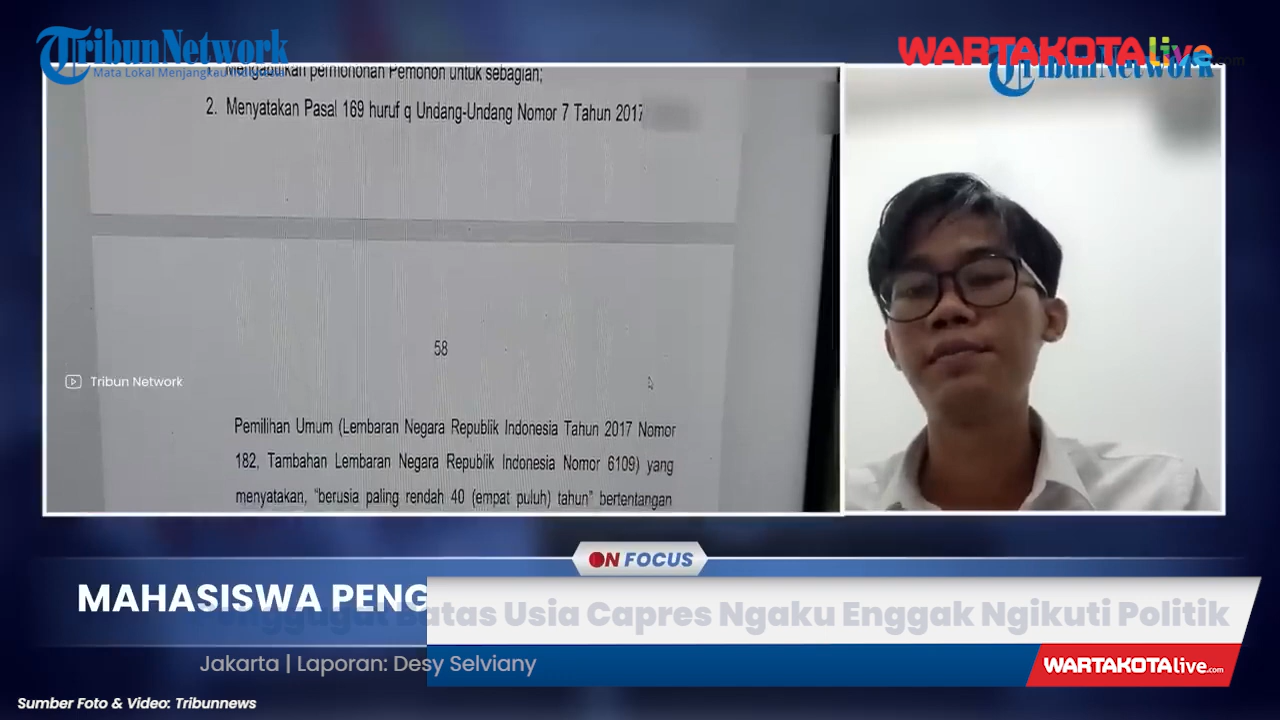 TribunNetwork
Mata Lokal Menjangkau
WARTAKOTAlive.com
TribunNetwork
1. Mengabulkan permohonan Pemohon untuk sebagian;
2. Menyatakan Pasal 169 huruf q Undang-Undang Nomor 7 Tahun 2017
58
Tribun Network
Pemilihan Umum (Lembaran Negara Republik Indonesia Tahun 2017 Nomor
182, Tambahan Lembaran Negara Republik Indonesia Nomor 6109) yang
menyatakan, "berusia paling rendah 40 (empat puluh) tahun" bertentangan
ON FOCUS
MAHASISWA PENG
Penggugat Batas Usia Capres Ngaku Enggak Ngikuti Politik
Jakarta | Laporan: Desy Selviany
WARTAKOTAlive.com
Sumber Foto & Video: Tribunnews